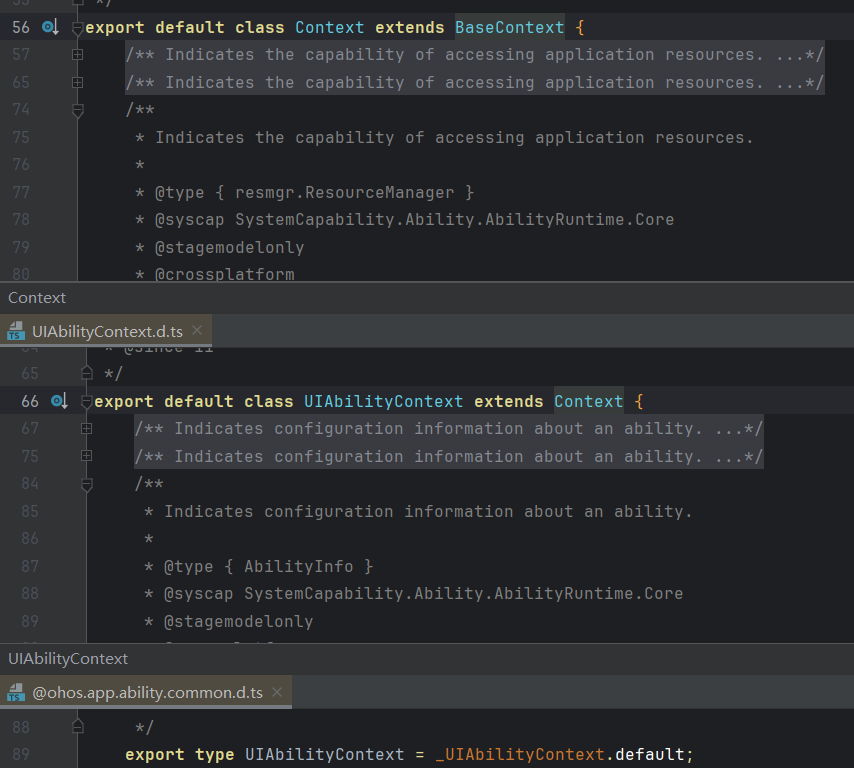 */
56 export default class Context extends BaseContext {
57 /** Indicates the capability of accessing application resources. ...*/
65 /** Indicates the capability of accessing application resources. ...*/
74 /**
75 * Indicates the capability of accessing application resources.
76 *
77 * @type { resmgr.ResourceManager }
78 * @syscap SystemCapability.Ability.AbilityRuntime.Core
79 * @stagemodelonly
80 * @crossplatform
Context
TS UIAbilityContext.d.ts ×
64 * @since 11
65 */
66 export default class UIAbilityContext extends Context {
67 /** Indicates configuration information about an ability. ...*/
75 /** Indicates configuration information about an ability. ...*/
84 /**
85 * Indicates configuration information about an ability.
86 *
87 * @type { AbilityInfo }
88 * @syscap SystemCapability.Ability.AbilityRuntime.Core
89 * @stagemodelonly
UIAbilityContext
TS @ohos.app.ability.common.d.ts ×
88 */
89 export type UIAbilityContext = _UIAbilityContext.default;